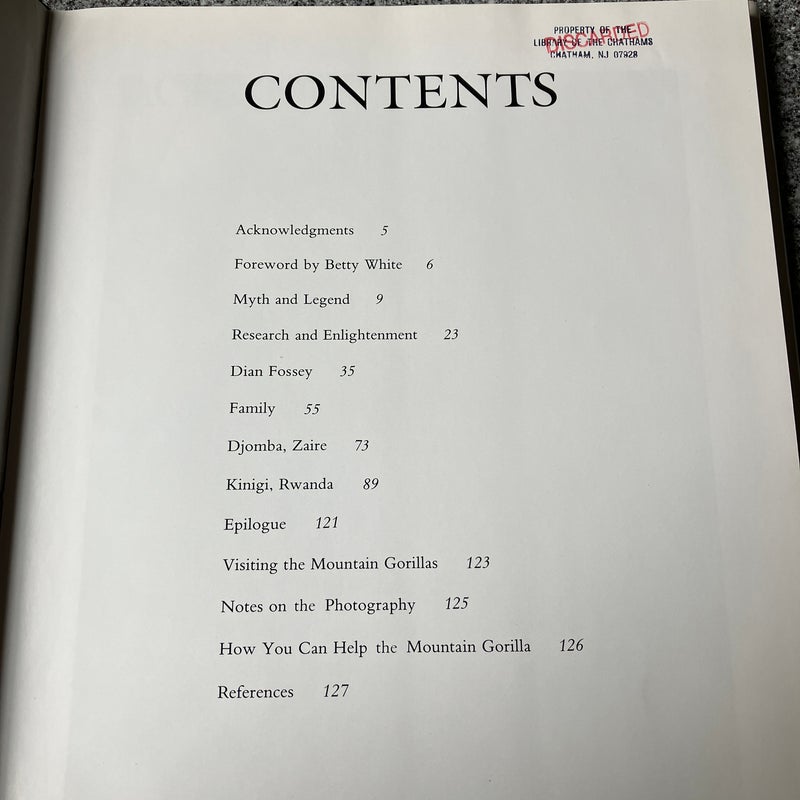 PROPERTY OF THE
LIBRARY OF THE CHATHAMS
CHATHAM, NJ 07928
DISCARDED
CONTENTS
Acknowledgments 5
Foreword by Betty White 6
Myth and Legend 9
Research and Enlightenment 23
Dian Fossey 35
Family 55
Djomba, Zaire 73
Kinigi, Rwanda 89
Epilogue 121
Visiting the Mountain Gorillas 123
Notes on the Photography 125
How You Can Help the Mountain Gorilla 126
References 127